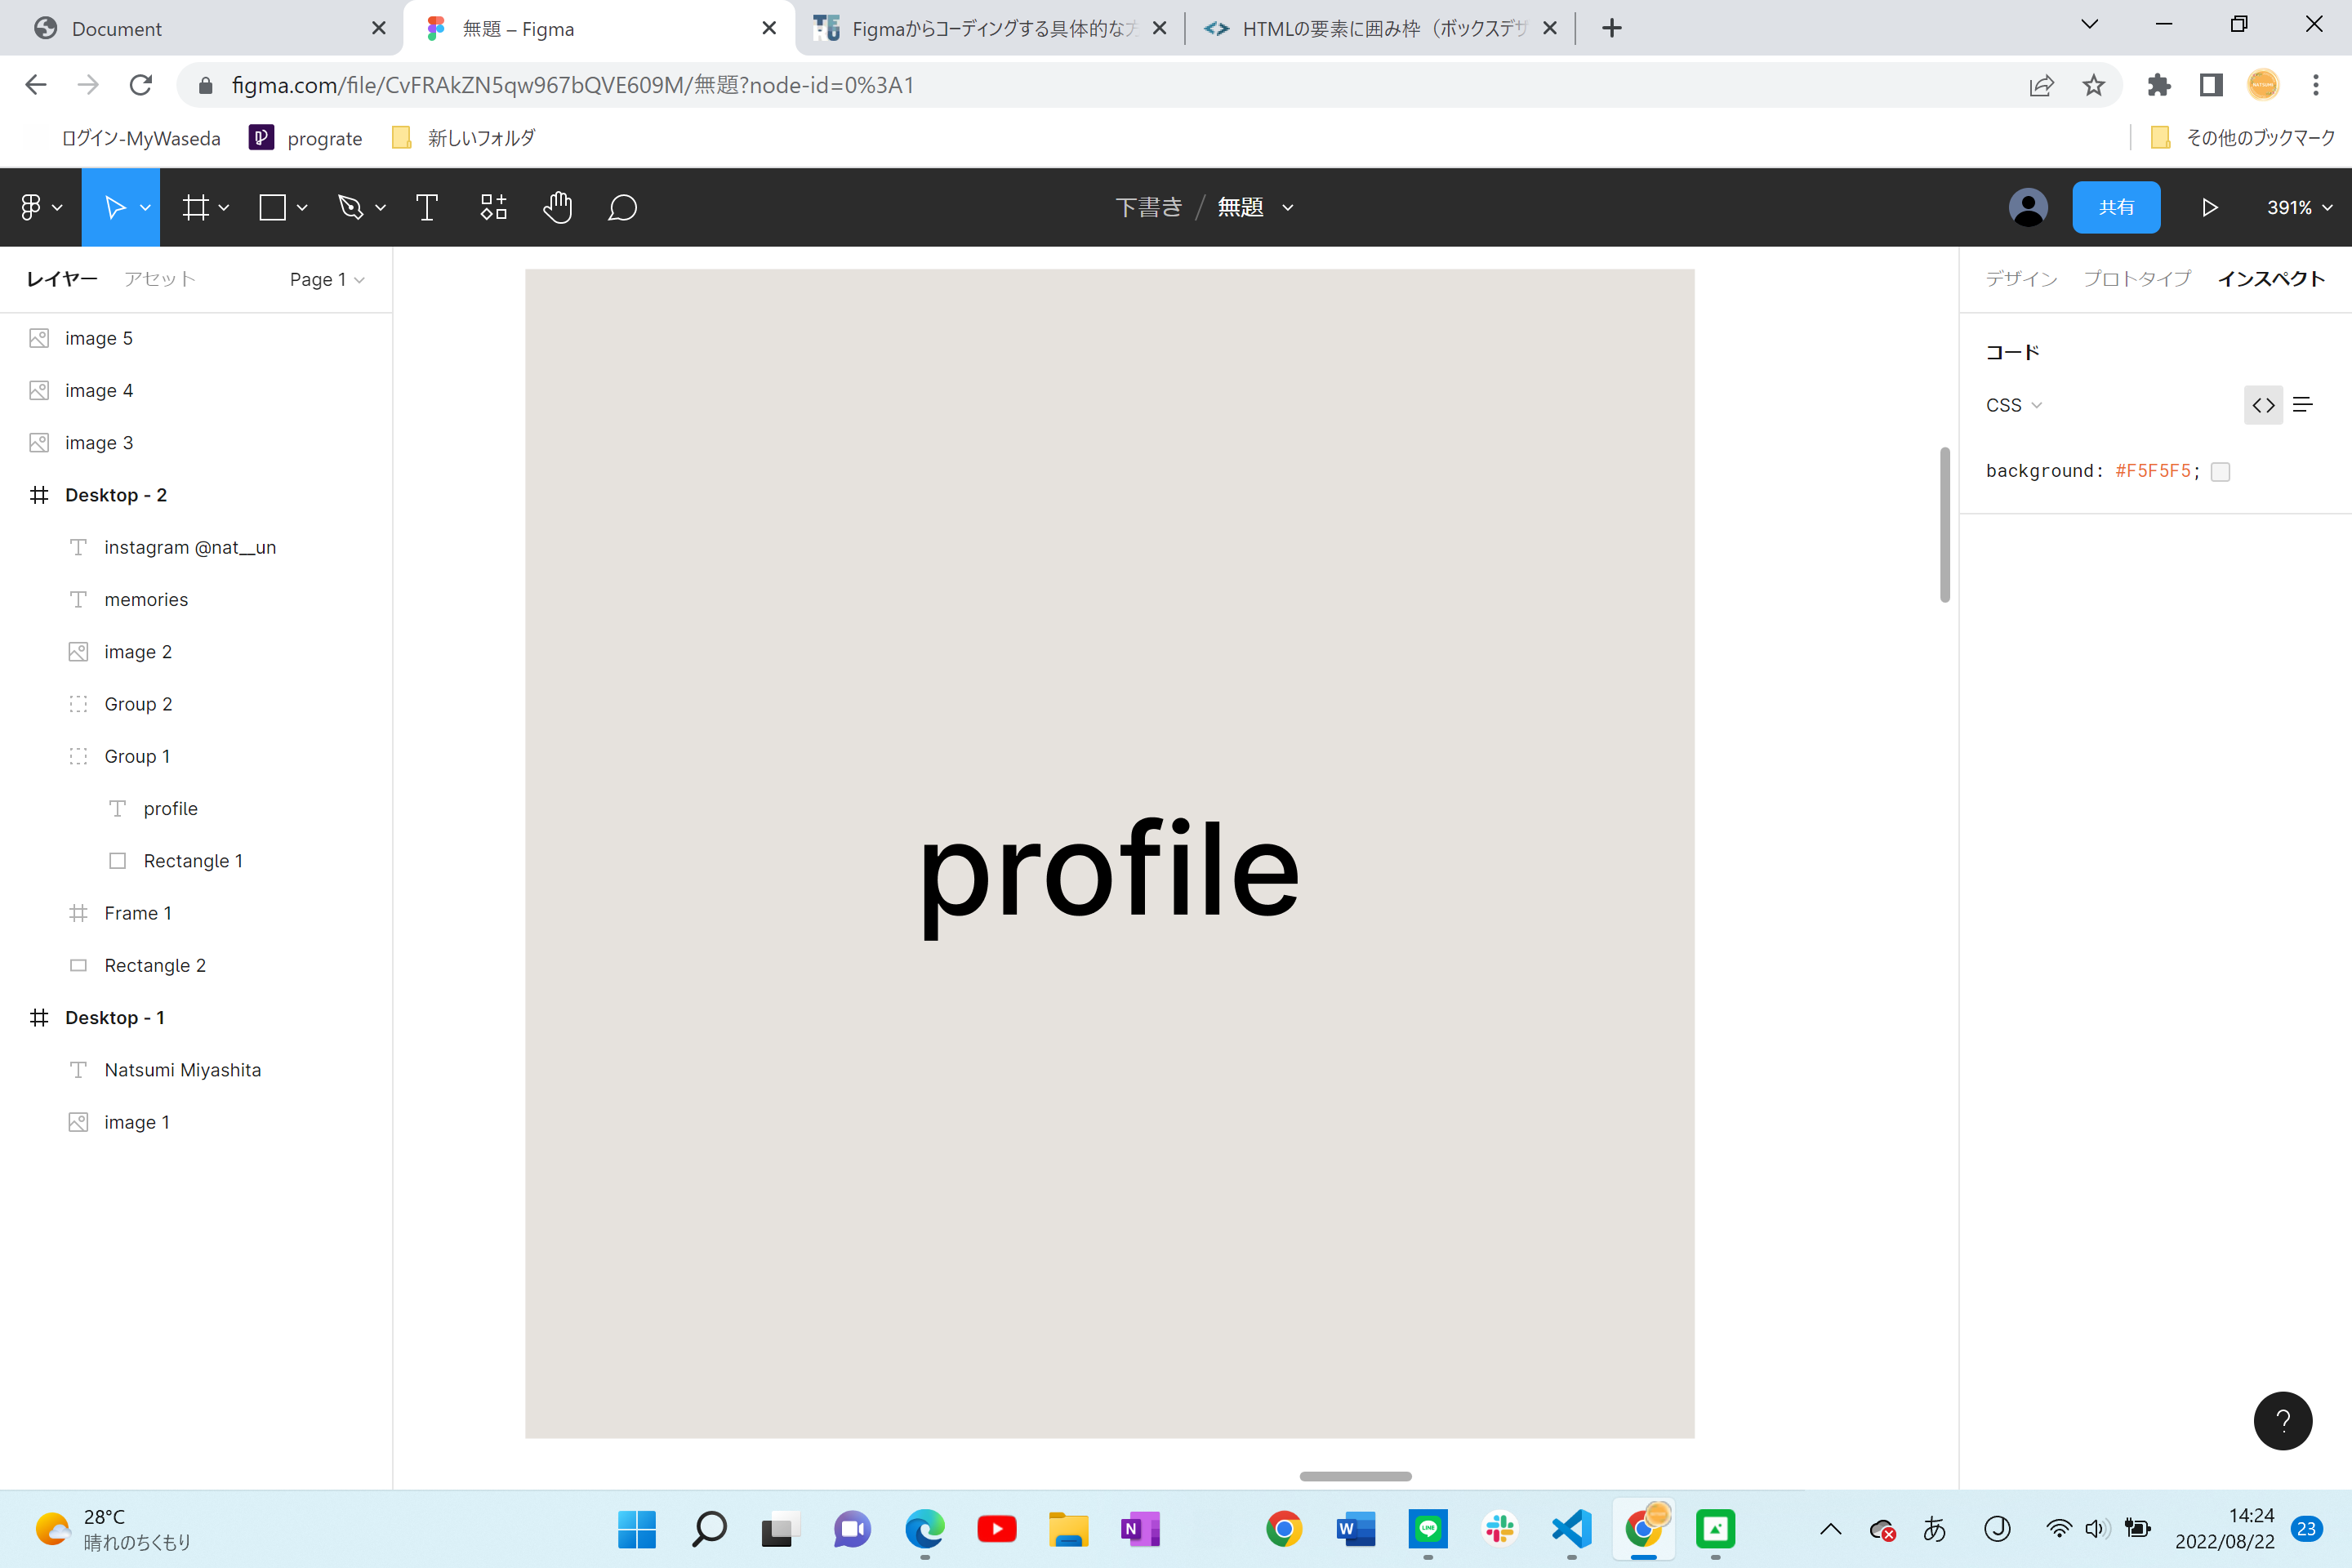 Document
無題 – Figma
Figmaからコーディングする具体的な方
HTMLの要素に囲み枠（ボックスデザ
figma.com/file/CvFRAkZN5qw967bQVE609M/無題?node-id=0%3A1
ログイン-MyWaseda
prograte
新しいフォルダ
その他のブックマーク
下書き / 無題
共有
391%
レイヤー
アセット
Page 1
デザイン
プロトタイプ
インスペクト
image 5
image 4
image 3
Desktop - 2
instagram @nat__un
memories
image 2
Group 2
Group 1
profile
Rectangle 1
Frame 1
Rectangle 2
Desktop - 1
Natsumi Miyashita
image 1
profile
コード
CSS
background: #F5F5F5;
?
28°C
晴れのちくもり
あ
14:24
2022/08/22
23